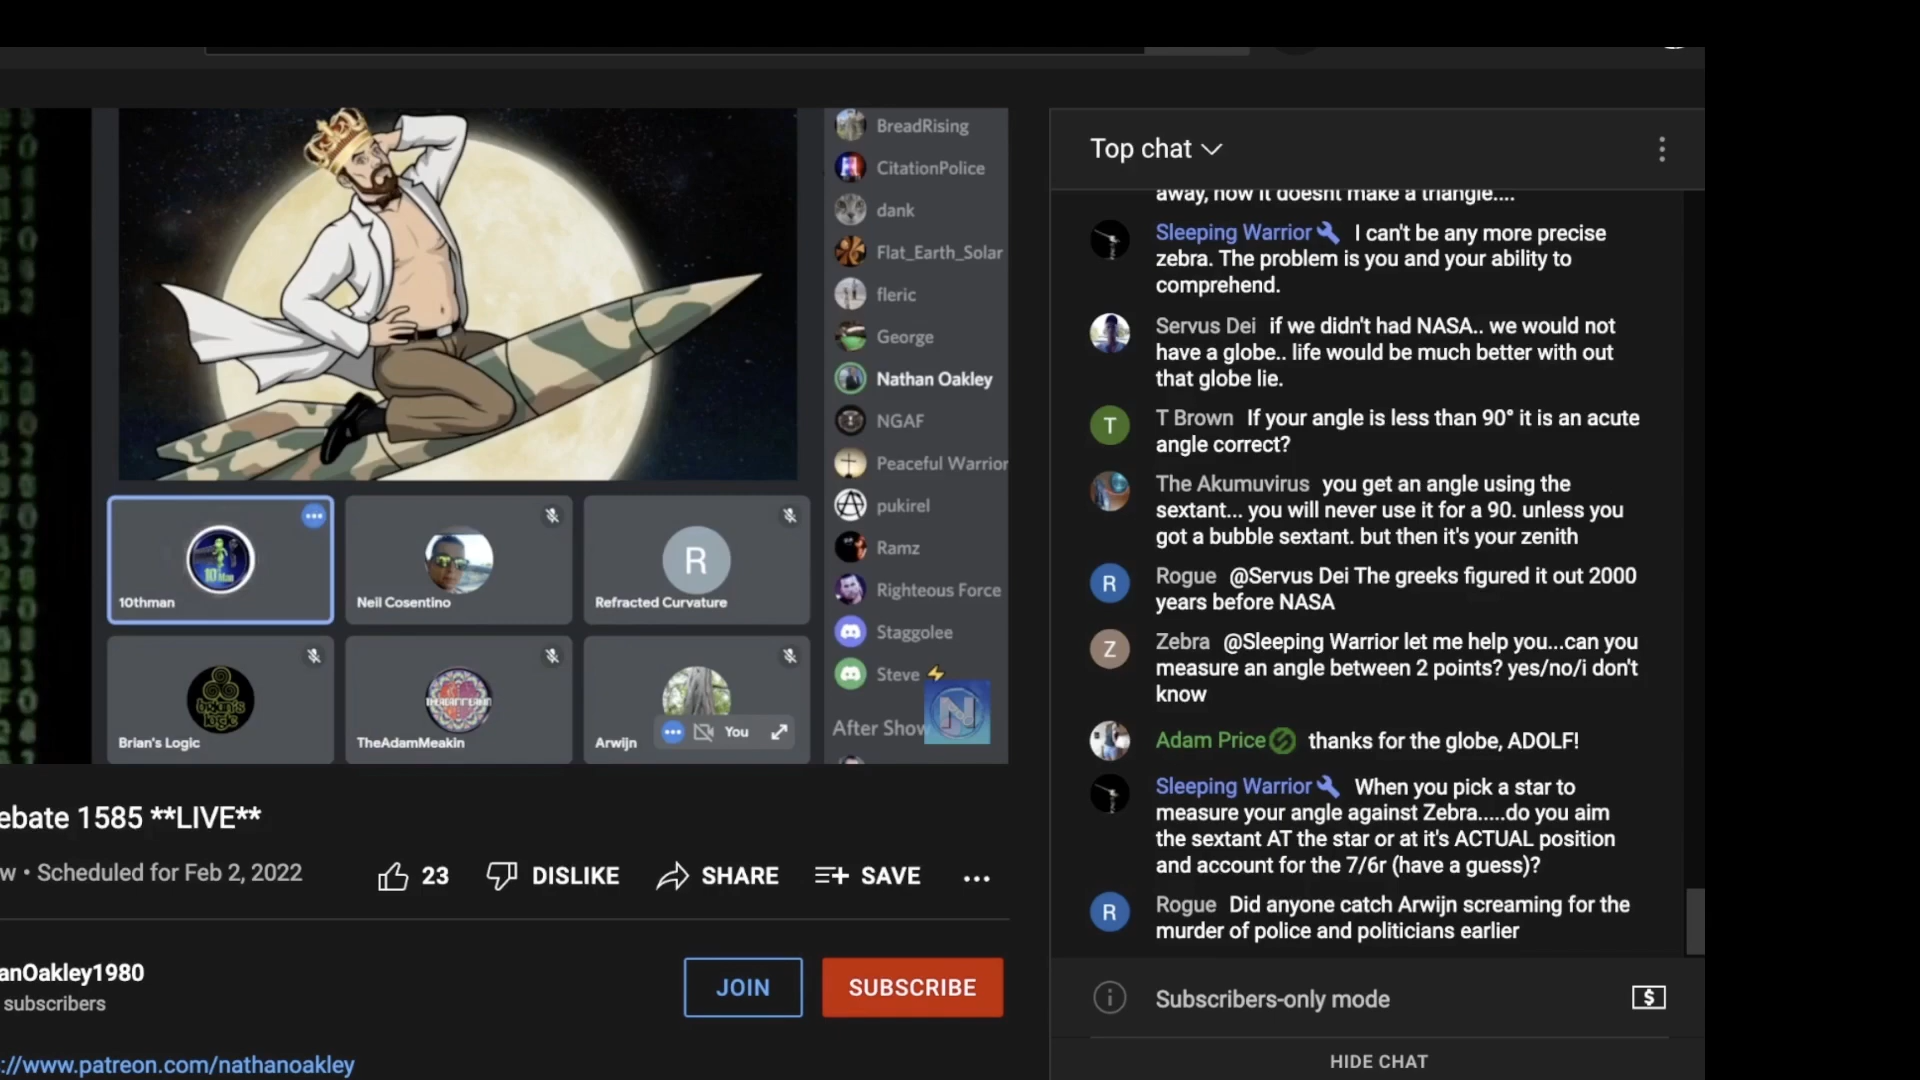 BreadRising
CitationPolice
dank
Flat_Earth_Solar
fleric
George
Nathan Oakley
NGAF
Peaceful Warrior
pukirel
Ramz
Righteous Force
Staggolee
Steve
After Show
N
10 Man
10thman
Neil Cosentino
R
Refracted Curvature
brian's
logic
Brian's Logic
TheAdamMeakin
Arwijn
You
ebate 1585 **LIVE**
w • Scheduled for Feb 2, 2022
23
DISLIKE
SHARE
SAVE
anOakley1980
subscribers
JOIN
SUBSCRIBE
://www.patreon.com/nathanoakley
Top chat
away, how it doesnt make a triangle....
Sleeping Warrior I can't be any more precise
zebra. The problem is you and your ability to
comprehend.
Servus Dei if we didn't had NASA.. we would not
have a globe.. life would be much better with out
that globe lie.
T
T Brown If your angle is less than 90° it is an acute
angle correct?
The Akumuvirus you get an angle using the
sextant... you will never use it for a 90. unless you
got a bubble sextant. but then it's your zenith
R
Rogue @Servus Dei The greeks figured it out 2000
years before NASA
Z
Zebra @Sleeping Warrior let me help you...can you
measure an angle between 2 points? yes/no/i don't
know
Adam Price thanks for the globe, ADOLF!
Sleeping Warrior When you pick a star to
measure your angle against Zebra.....do you aim
the sextant AT the star or at it's ACTUAL position
and account for the 7/6r (have a guess)?
R
Rogue Did anyone catch Arwijn screaming for the
murder of police and politicians earlier
Subscribers-only mode
$
HIDE CHAT